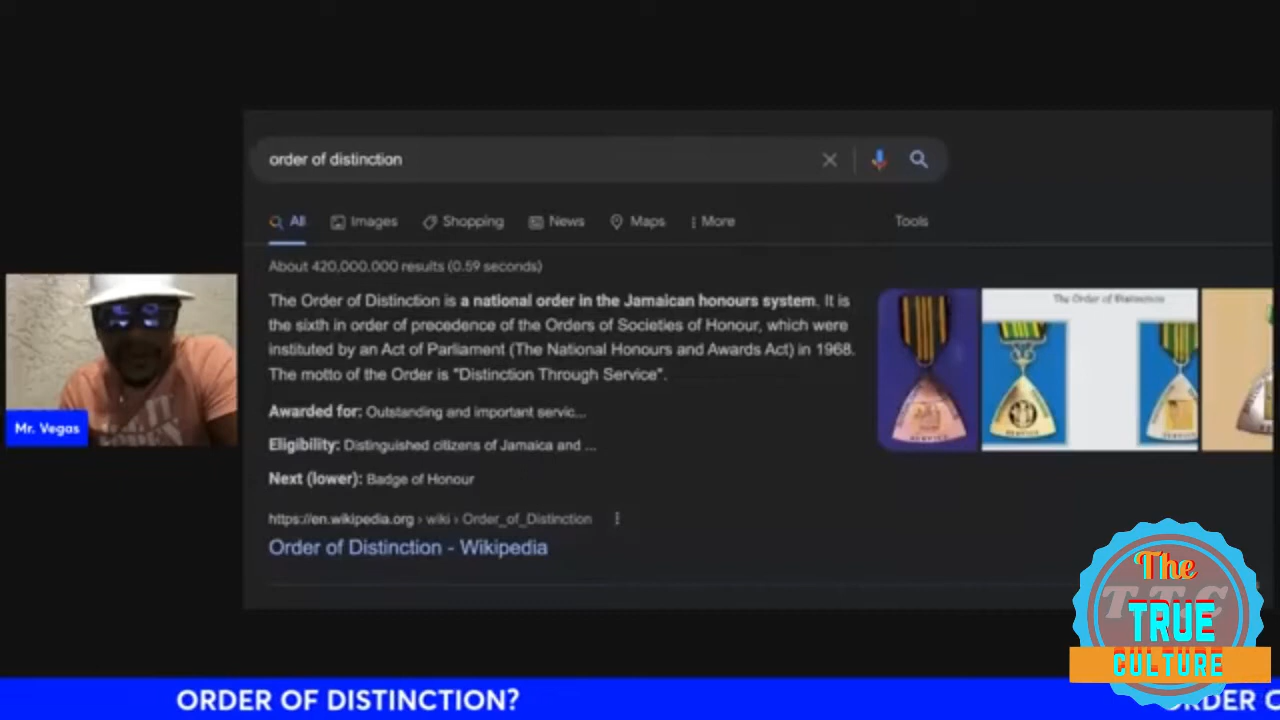 order of distinction
All Images Shopping News Maps More Tools
About 420,000,000 results (0.59 seconds)
The Order of Distinction is a national order in the Jamaican honours system. It is
the sixth in order of precedence of the Orders of Societies of Honour, which were
instituted by an Act of Parliament (The National Honours and Awards Act) in 1968.
The motto of the Order is "Distinction Through Service".
Awarded for: Outstanding and important servic...
Eligibility: Distinguished citizens of Jamaica and ...
Next (lower): Badge of Honour
https://en.wikipedia.org › wiki › Order_of_Distinction
Order of Distinction - Wikipedia
The Order of Distinction
SERVICE
SERVICE
Mr. Vegas
The
T.T.C
TRUE
CULTURE
ORDER OF DISTINCTION?